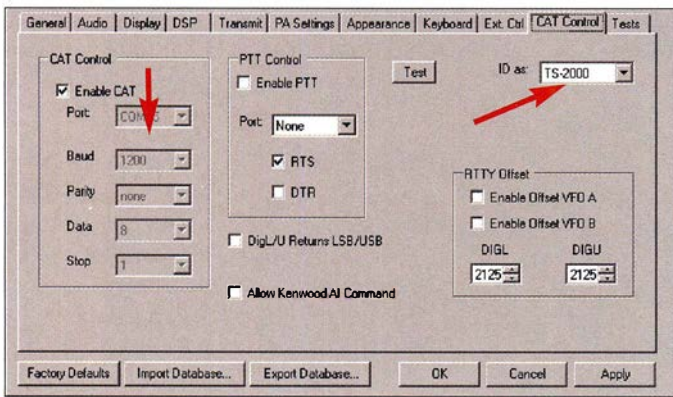 General Audio Display DSP Transmit PA Settings Appearance Keyboard Ext. Ctrl CAT Control Tests
CAT Control
Enable CAT
Port:
Baud 1200
Parity none
Data 8
Stop 1
PTT Control
Enable PTT
Port: None
RTS
DTR
DigL/U Returns LSB/USB
Allow Kenwood AI Command
Test
ID as: TS-2000
RTTY Offset
Enable Offset VFO A
Enable Offset VFO B
DIGL DIGU
2125 2125
Factory Defaults Import Database... Export Database... OK Cancel Apply